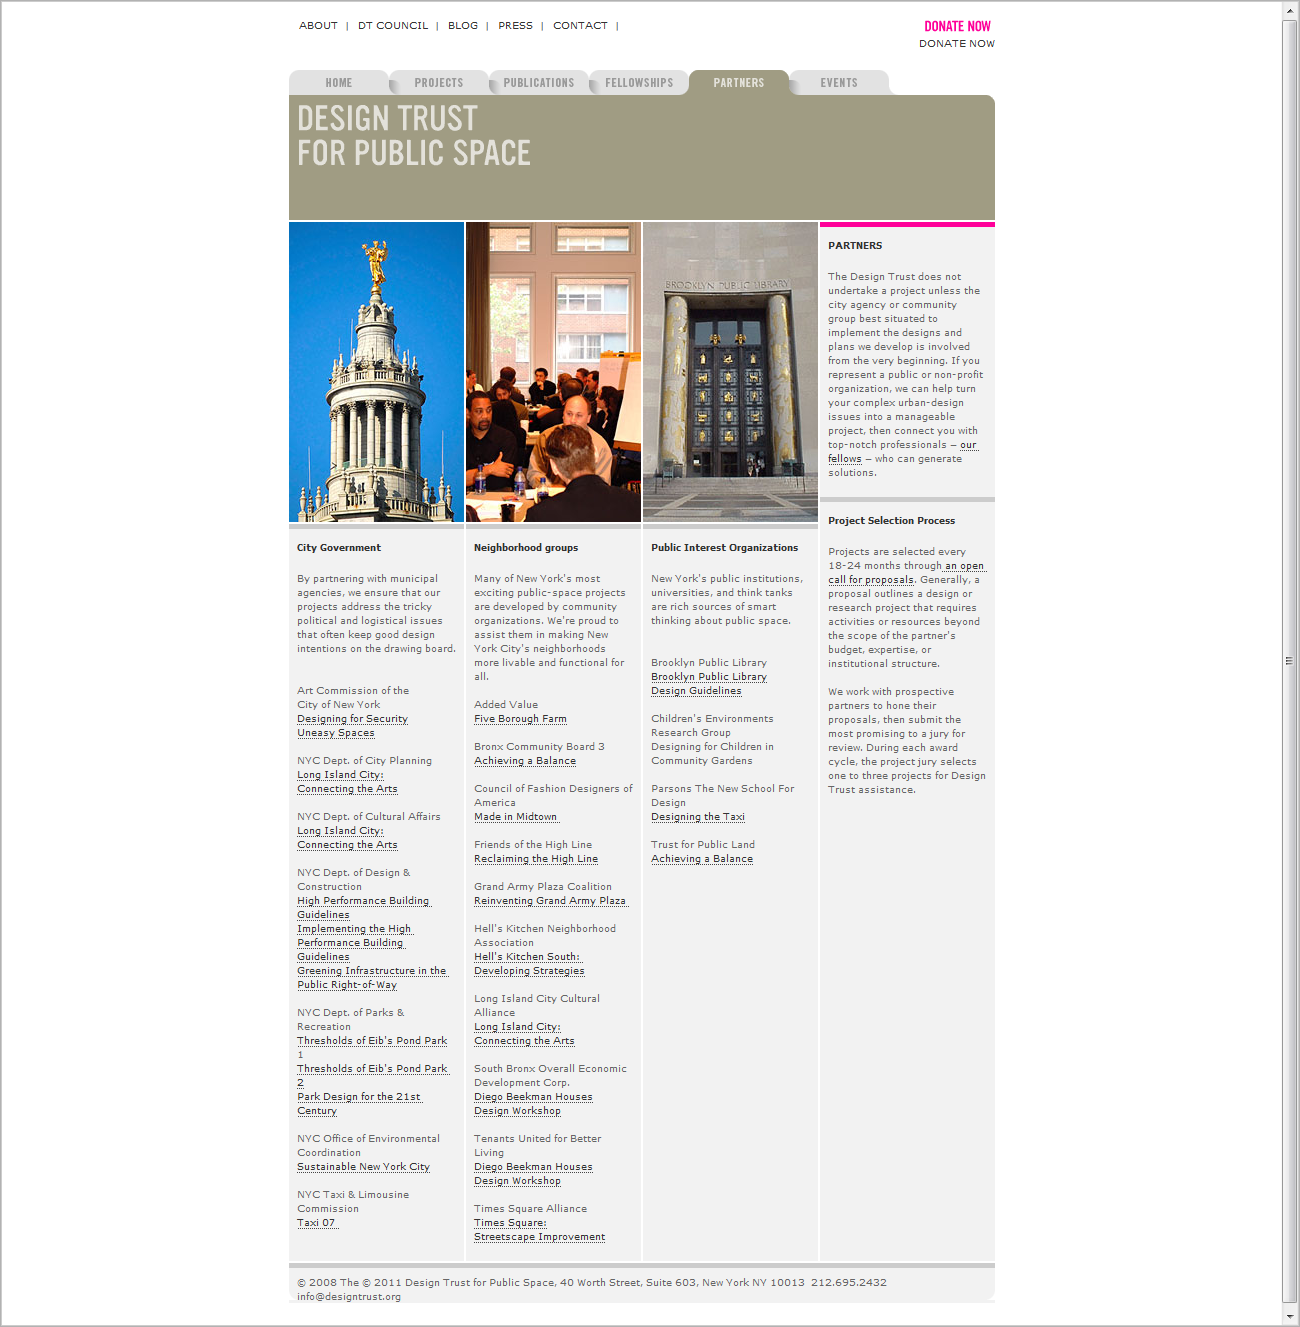 ABOUT | DT COUNCIL | BLOG | PRESS | CONTACT |
DONATE NOW
DONATE NOW
HOME PROJECTS PUBLICATIONS FELLOWSHIPS PARTNERS EVENTS
DESIGN TRUST
FOR PUBLIC SPACE
BROOKLYN PUBLIC LIBRARY
City Government
By partnering with municipal
agencies, we ensure that our
projects address the tricky
political and logistical issues
that often keep good design
intentions on the drawing board.
Art Commission of the
City of New York
Designing for Security
Uneasy Spaces
NYC Dept. of City Planning
Long Island City:
Connecting the Arts
NYC Dept. of Cultural Affairs
Long Island City:
Connecting the Arts
NYC Dept. of Design &
Construction
High Performance Building
Guidelines
Implementing the High
Performance Building
Guidelines
Greening Infrastructure in the
Public Right-of-Way
NYC Dept. of Parks &
Recreation
Thresholds of Eib's Pond Park
1
Thresholds of Eib's Pond Park
2
Park Design for the 21st
Century
NYC Office of Environmental
Coordination
Sustainable New York City
NYC Taxi & Limousine
Commission
Taxi 07
Neighborhood groups
Many of New York's most
exciting public-space projects
are developed by community
organizations. We're proud to
assist them in making New
York City's neighborhoods
more livable and functional for
all.
Added Value
Five Borough Farm
Bronx Community Board 3
Achieving a Balance
Council of Fashion Designers of
America
Made in Midtown
Friends of the High Line
Reclaiming the High Line
Grand Army Plaza Coalition
Reinventing Grand Army Plaza
Hell's Kitchen Neighborhood
Association
Hell's Kitchen South:
Developing Strategies
Long Island City Cultural
Alliance
Long Island City:
Connecting the Arts
South Bronx Overall Economic
Development Corp.
Diego Beekman Houses
Design Workshop
Tenants United for Better
Living
Diego Beekman Houses
Design Workshop
Times Square Alliance
Times Square:
Streetscape Improvement
Public Interest Organizations
New York's public institutions,
universities, and think tanks
are rich sources of smart
thinking about public space.
Brooklyn Public Library
Brooklyn Public Library
Design Guidelines
Children's Environments
Research Group
Designing for Children in
Community Gardens
Parsons The New School For
Design
Designing the Taxi
Trust for Public Land
Achieving a Balance
PARTNERS
The Design Trust does not
undertake a project unless the
city agency or community
group best situated to
implement the designs and
plans we develop is involved
from the very beginning. If you
represent a public or non-profit
organization, we can help turn
your complex urban-design
issues into a manageable
project, then connect you with
top-notch professionals – our
fellows – who can generate
solutions.
Project Selection Process
Projects are selected every
18-24 months through an open
call for proposals. Generally, a
proposal outlines a design or
research project that requires
activities or resources beyond
the scope of the partner's
budget, expertise, or
institutional structure.
We work with prospective
partners to hone their
proposals, then submit the
most promising to a jury for
review. During each award
cycle, the project jury selects
one to three projects for Design
Trust assistance.
© 2008 The © 2011 Design Trust for Public Space, 40 Worth Street, Suite 603, New York NY 10013 212.695.2432
info@designtrust.org